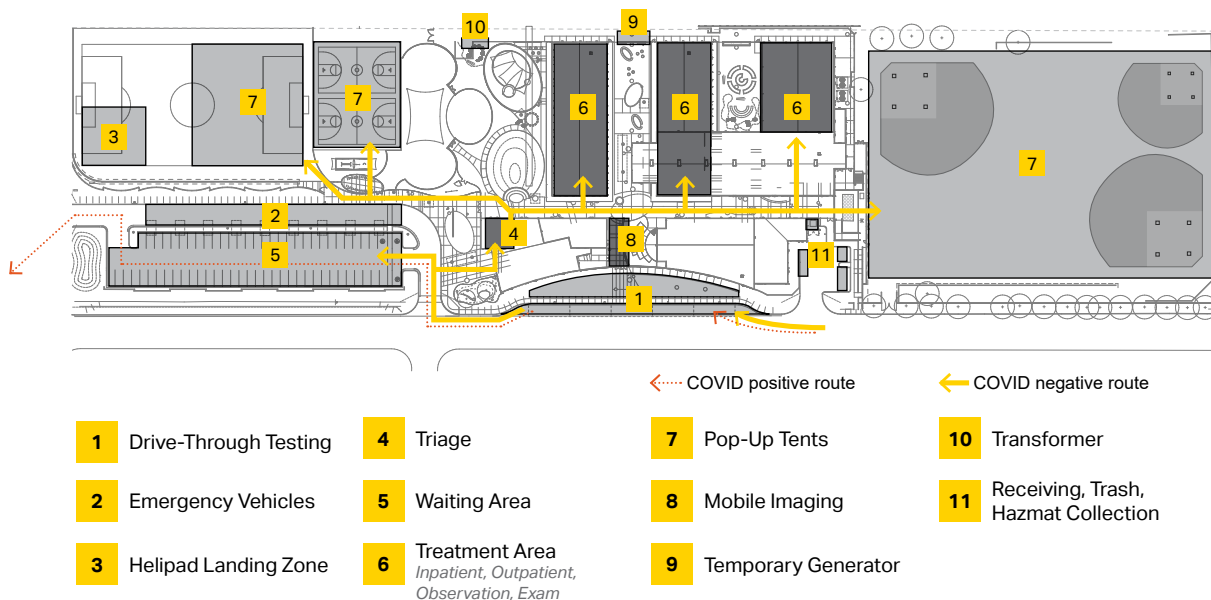 10
9
7
7
6
6
6
3
7
2
4
8
5
11
1
COVID positive route
COVID negative route
1 Drive-Through Testing
4 Triage
7 Pop-Up Tents
10 Transformer
2 Emergency Vehicles
5 Waiting Area
8 Mobile Imaging
11 Receiving, Trash,
Hazmat Collection
3 Helipad Landing Zone
6 Treatment Area
Inpatient, Outpatient,
Observation, Exam
9 Temporary Generator